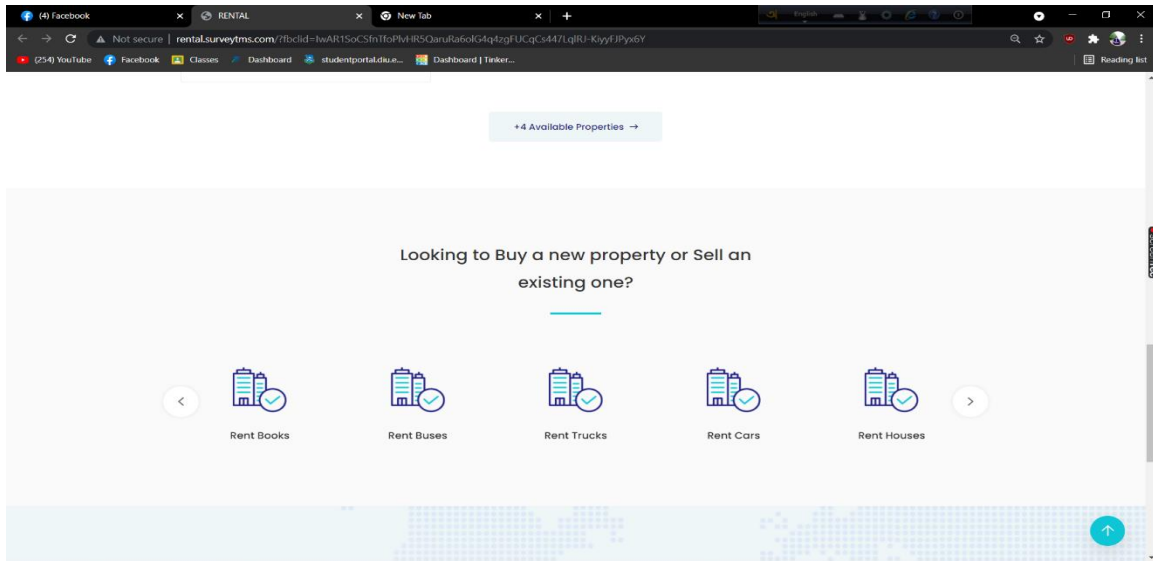 (4) Facebook
RENTAL
New Tab
English
Not secure | rental.surveytms.com/?fbclid=IwAR1SoCSfnTfoPlvHR5QaruRa6olG4q4zgFUCqCs447LqlRJ-KiyyFJPyx6Y
(254) YouTube
Facebook
Classes
Dashboard
studentportal.diu.e...
Dashboard | Tinker...
Reading list
+4 Available Properties →
Looking to Buy a new property or Sell an
existing one?
Rent Books
Rent Buses
Rent Trucks
Rent Cars
Rent Houses